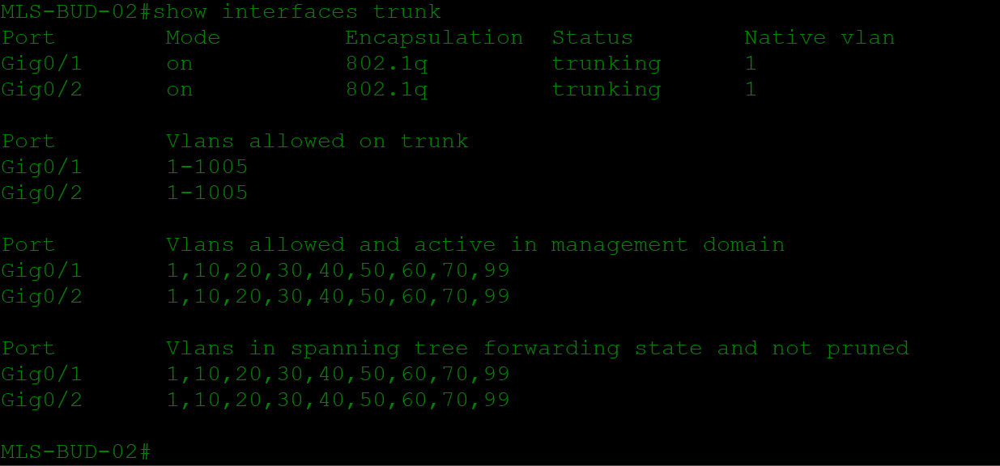 MLS-BUD-02#show interfaces trunk
Port        Mode         Encapsulation  Status        Native vlan
Gig0/1      on           802.1q         trunking      1
Gig0/2      on           802.1q         trunking      1
Port        Vlans allowed on trunk
Gig0/1      1-1005
Gig0/2      1-1005
Port        Vlans allowed and active in management domain
Gig0/1      1,10,20,30,40,50,60,70,99
Gig0/2      1,10,20,30,40,50,60,70,99
Port        Vlans in spanning tree forwarding state and not pruned
Gig0/1      1,10,20,30,40,50,60,70,99
Gig0/2      1,10,20,30,40,50,60,70,99
MLS-BUD-02#